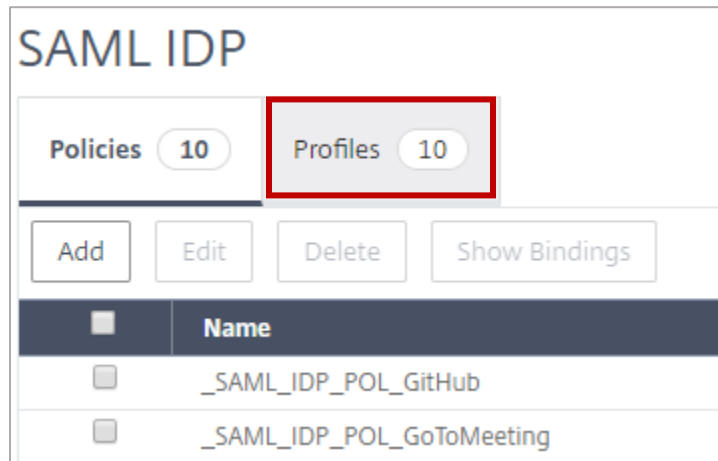 SAML IDP
Policies 10 Profiles 10
Add Edit Delete Show Bindings
Name
_SAML_IDP_POL_GitHub
_SAML_IDP_POL_GoToMeeting